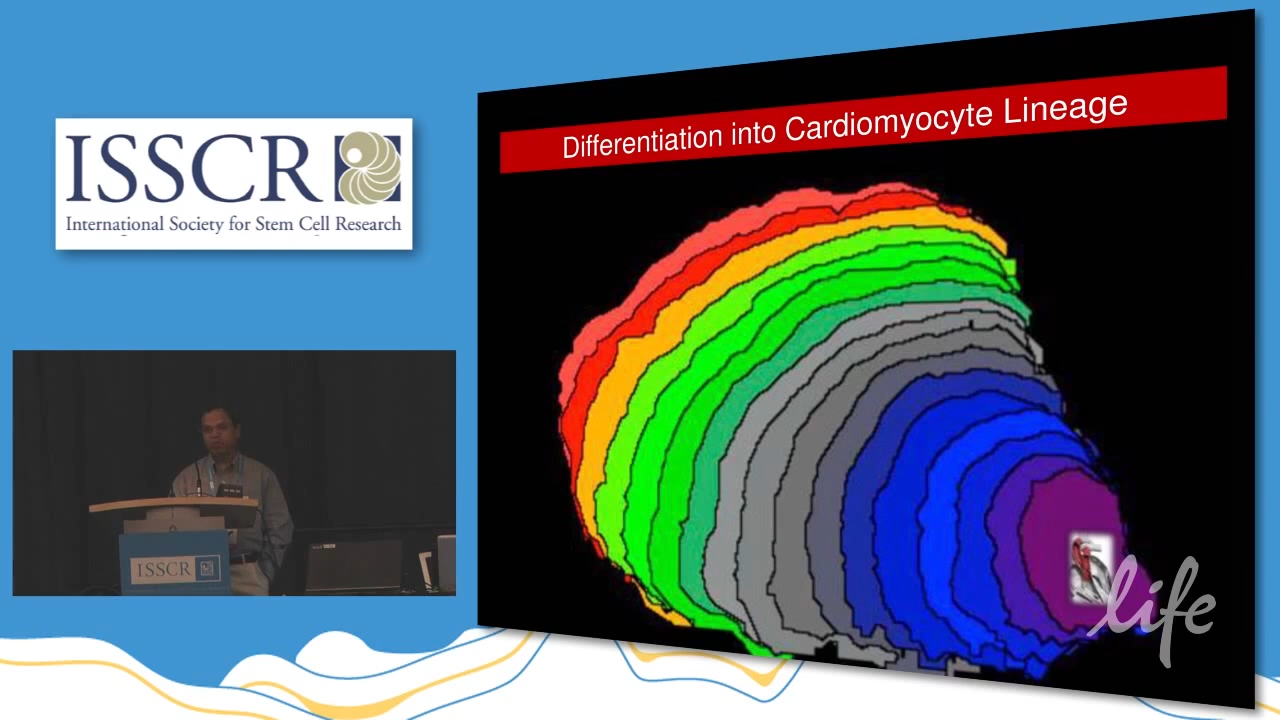 ISSCR
International Society for Stem Cell Research
Differentiation into Cardiomyocyte Lineage
ISSCR
life